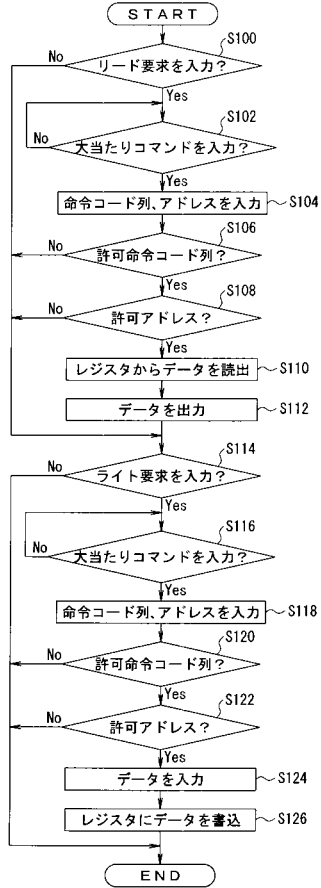 START
S100
No
リード要求を入力?
Yes
S102
No
大当たりコマンドを入力?
Yes
命令コード列、アドレスを入力
S104
S106
No
許可命令コード列?
Yes
S108
No
許可アドレス?
Yes
レジスタからデータを読出
S110
データを出力
S112
S114
No
ライト要求を入力?
Yes
S116
No
大当たりコマンドを入力?
Yes
命令コード列、アドレスを入力
S118
S120
No
許可命令コード列?
Yes
S122
No
許可アドレス?
Yes
データを入力
S124
レジスタにデータを書込
S126
END